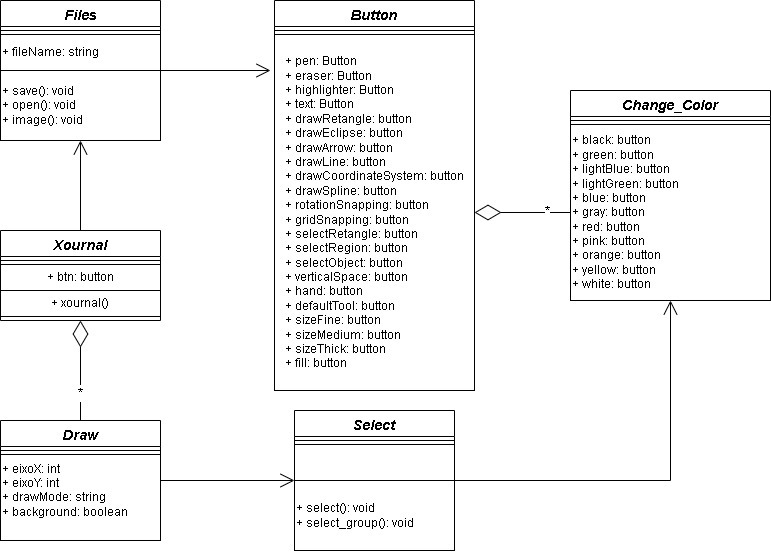 Files
+ fileName: string
+ save(): void
+ open(): void
+ image(): void
Button
+ pen: Button
+ eraser: Button
+ highlighter: Button
+ text: Button
+ drawRetangle: button
+ drawEclipse: button
+ drawArrow: button
+ drawLine: button
+ drawCoordinateSystem: button
+ drawSpline: button
+ rotationSnapping: button
+ gridSnapping: button
+ selectRetangle: button
+ selectRegion: button
+ selectObject: button
+ verticalSpace: button
+ hand: button
+ defaultTool: button
+ sizeFine: button
+ sizeMedium: button
+ sizeThick: button
+ fill: button
*
Change_Color
+ black: button
+ green: button
+ lightBlue: button
+ lightGreen: button
+ blue: button
+ gray: button
+ red: button
+ pink: button
+ orange: button
+ yellow: button
+ white: button
Xournal
+ btn: button
+ xournal()
*
Draw
+ eixoX: int
+ eixoY: int
+ drawMode: string
+ background: boolean
Select
+ select(): void
+ select_group(): void